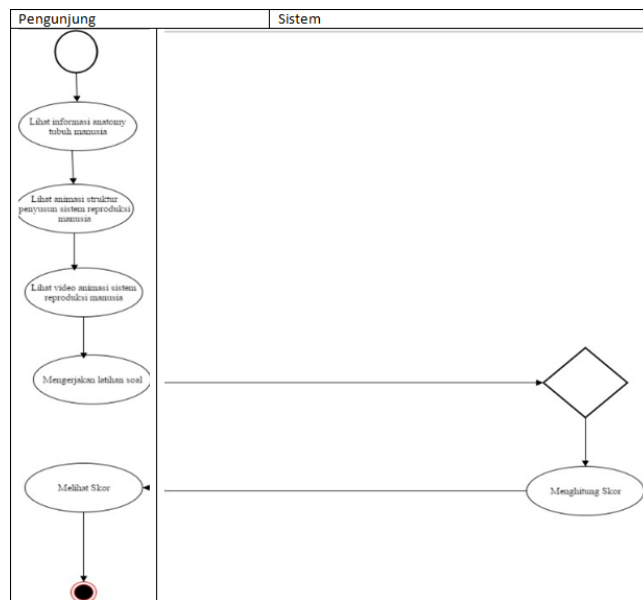 Pengunjung
Sistem
Lihat informasi anatomy
tubuh manusia
Lihat animasi struktur
penyusun sistem reproduksi
manusia
Lihat video animasi sistem
reproduksi manusia
Mengerjakan latihan soal
Melihat Skor
Menghitung Skor